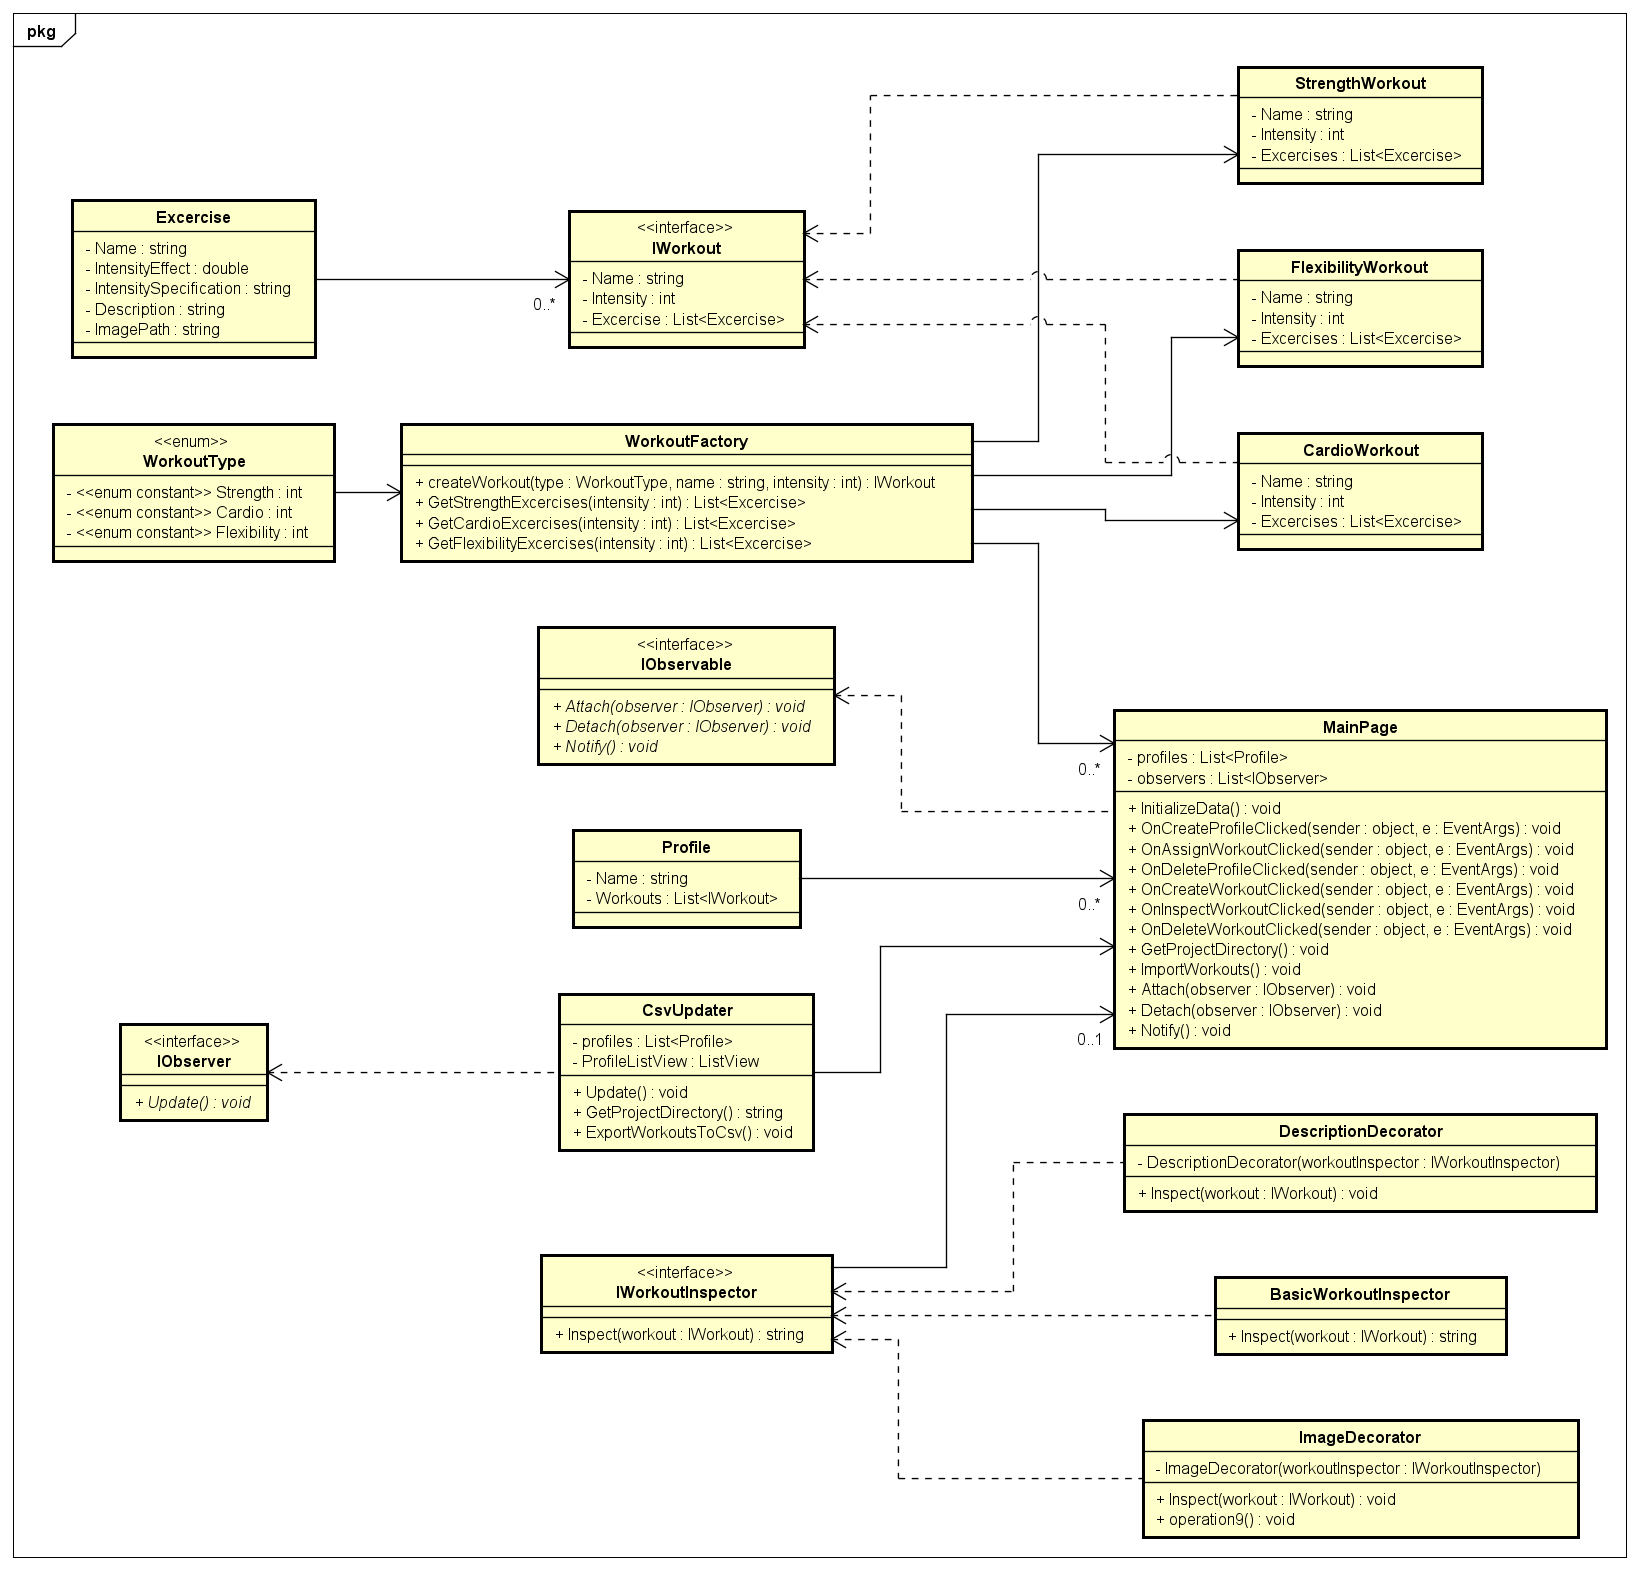 pkg
StrengthWorkout
- Name : string
- Intensity : int
- Excercises : List<Excercise>
Excercise
- Name : string
- IntensityEffect : double
- IntensitySpecification : string
- Description : string
- ImagePath : string
0..*
<<interface>>
IWorkout
- Name : string
- Intensity : int
- Excercise : List<Excercise>
FlexibilityWorkout
- Name : string
- Intensity : int
- Excercises : List<Excercise>
<<enum>>
WorkoutType
- <<enum constant>> Strength : int
- <<enum constant>> Cardio : int
- <<enum constant>> Flexibility : int
WorkoutFactory
+ createWorkout(type : WorkoutType, name : string, intensity : int) : IWorkout
+ GetStrengthExcercises(intensity : int) : List<Excercise>
+ GetCardioExcercises(intensity : int) : List<Excercise>
+ GetFlexibilityExcercises(intensity : int) : List<Excercise>
CardioWorkout
- Name : string
- Intensity : int
- Excercises : List<Excercise>
<<interface>>
IObservable
+ Attach(observer : IObserver) : void
+ Detach(observer : IObserver) : void
+ Notify() : void
0..*
MainPage
- profiles : List<Profile>
- observers : List<IObserver>
+ InitializeData() : void
+ OnCreateProfileClicked(sender : object, e : EventArgs) : void
+ OnAssignWorkoutClicked(sender : object, e : EventArgs) : void
+ OnDeleteProfileClicked(sender : object, e : EventArgs) : void
+ OnCreateWorkoutClicked(sender : object, e : EventArgs) : void
+ OnInspectWorkoutClicked(sender : object, e : EventArgs) : void
+ OnDeleteWorkoutClicked(sender : object, e : EventArgs) : void
+ GetProjectDirectory() : void
+ ImportWorkouts() : void
+ Attach(observer : IObserver) : void
+ Detach(observer : IObserver) : void
+ Notify() : void
Profile
- Name : string
- Workouts : List<IWorkout>
0..*
CsvUpdater
- profiles : List<Profile>
- ProfileListView : ListView
+ Update() : void
+ GetProjectDirectory() : string
+ ExportWorkoutsToCsv() : void
0..1
<<interface>>
IObserver
+ Update() : void
DescriptionDecorator
- DescriptionDecorator(workoutInspector : IWorkoutInspector)
+ Inspect(workout : IWorkout) : void
<<interface>>
IWorkoutInspector
+ Inspect(workout : IWorkout) : string
BasicWorkoutInspector
+ Inspect(workout : IWorkout) : string
ImageDecorator
- ImageDecorator(workoutInspector : IWorkoutInspector)
+ Inspect(workout : IWorkout) : void
+ operation9() : void